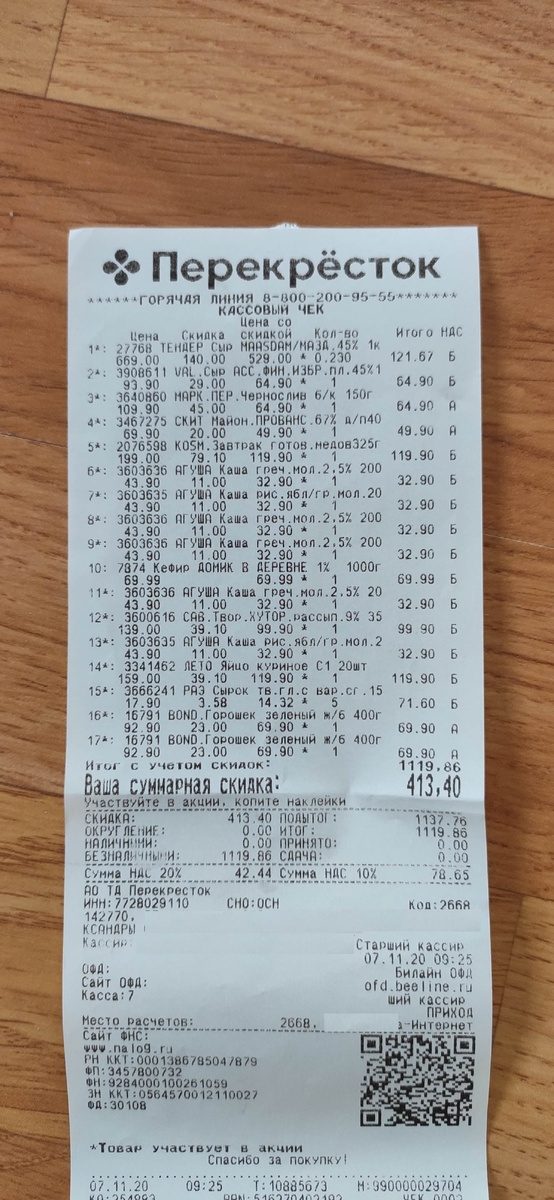 Перекрёсток
******ГОРЯЧАЯ ЛИНИЯ 8-800-200-95-55*******
КАССОВЫЙ ЧЕК
Цена со
Цена Скидка скидкой Кол-во Итого НДС
1*: 27768 ТЕНДЕР Сыр MAASDAM/МАЗД.45% 1к
669.00 140.00 529.00 * 0.230 121.67 Б
2*: 3908611 VAL.Сыр АСС.ФИН.ИЗБР.пл.45%1
93.90 29.00 64.90 * 1 64.90 Б
3*: 3640860 МАРК.ПЕР.Чернослив б/к 150г
109.90 45.00 64.90 * 1 64.90 А
4*: 3467275 СКИТ Майон.ПРОВАНС.67% д/п40
69.90 20.00 49.90 * 1 49.90 А
5*: 2076598 KOSM.Завтрак готов.медов325г
199.00 79.10 119.90 * 1 119.90 Б
6*: 3603636 АГУША Каша греч.мол.2,5% 200
43.90 11.00 32.90 * 1 32.90 Б
7*: 3603635 АГУША Каша рис.ябл/гр.мол.20
43.90 11.00 32.90 * 1 32.90 Б
8*: 3603636 АГУША Каша греч.мол.2,5% 200
43.90 11.00 32.90 * 1 32.90 Б
9*: 3603636 АГУША Каша греч.мол.2,5% 200
43.90 11.00 32.90 * 1 32.90 Б
10: 7874 Кефир ДОМИК В ДЕРЕВНЕ 1% 1000г
69.99 69.99 * 1 69.99 Б
11*: 3603636 АГУША Каша греч.мол.2,5% 20
43.90 11.00 32.90 * 1 32.90 Б
12*: 3600616 САВ.Твор.ХУТОР.рассып.9% 35
139.00 39.10 99.90 * 1 99.90 Б
13*: 3603635 АГУША Каша рис.ябл/гр.мол.2
43.90 11.00 32.90 * 1 32.90 Б
14*: 3341462 ЛЕТО Яйцо куриное С1 20шт
159.00 39.10 119.90 * 1 119.90 Б
15*: 3666241 РАЭ Сырок тв.гл.с вар.сг.15
17.90 3.58 14.32 * 5 71.60 Б
16*: 16791 BOND.Горошек зеленый ж/б 400г
92.90 23.00 69.90 * 1 69.90 А
17*: 16791 BOND.Горошек зеленый ж/б 400г
92.90 23.00 69.90 * 1 69.90 А
Итог с учетом скидок: 1119.86
Ваша суммарная скидка: 413,40
Участвуйте в акции, копите наклейки
СКИДКА: 413.40 ПОДЫТОГ: 1137.76
ОКРУГЛЕНИЕ: 0.00 ИТОГ: 1119.86
НАЛИЧНЫМИ: 0.00 ПРИНЯТО: 0.00
БЕЗНАЛИЧНЫМИ: 1119.86 СДАЧА: 0.00
Сумма НДС 20% 42.44 Сумма НДС 10% 78.65
АО ТД Перекресток
ИНН:7728029110 СНО:ОСН Код:2668
142770,
КСАНДРЫ
Кассир: Старший кассир
07.11.20 09:25
ОФД: Билайн ОФД
Сайт ОФД: ofd.beeline.ru
Касса:7 ший кассир
ПРИХОД
Место расчетов: 2668, а-Интернет
Сайт ФНС:
www.nalog.ru
РН ККТ:0001386785047879
ФП:3457800732
ФН:9284000100261059
ЗН ККТ:0564570012110027
ФД:30108
*Товар участвует в акции
Спасибо за покупку!
07.11.20 09:25 Т:10885673 М:990000029704